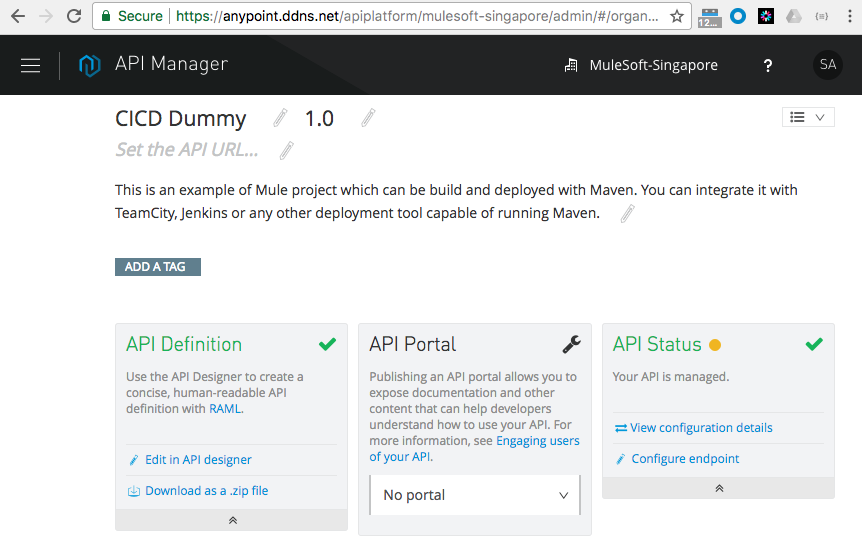 Secure https://anypoint.ddns.net/apiplatform/mulesoft-singapore/admin/#/organ...
12...
API Manager
MuleSoft-Singapore
?
SA
CICD Dummy 1.0
Set the API URL...
This is an example of Mule project which can be build and deployed with Maven. You can integrate it with
TeamCity, Jenkins or any other deployment tool capable of running Maven.
ADD A TAG
API Definition
Use the API Designer to create a
concise, human-readable API
definition with RAML.
Edit in API designer
Download as a .zip file
API Portal
Publishing an API portal allows you to
expose documentation and other
content that can help developers
understand how to use your API. For
more information, see Engaging users
of your API.
No portal
API Status
Your API is managed.
View configuration details
Configure endpoint